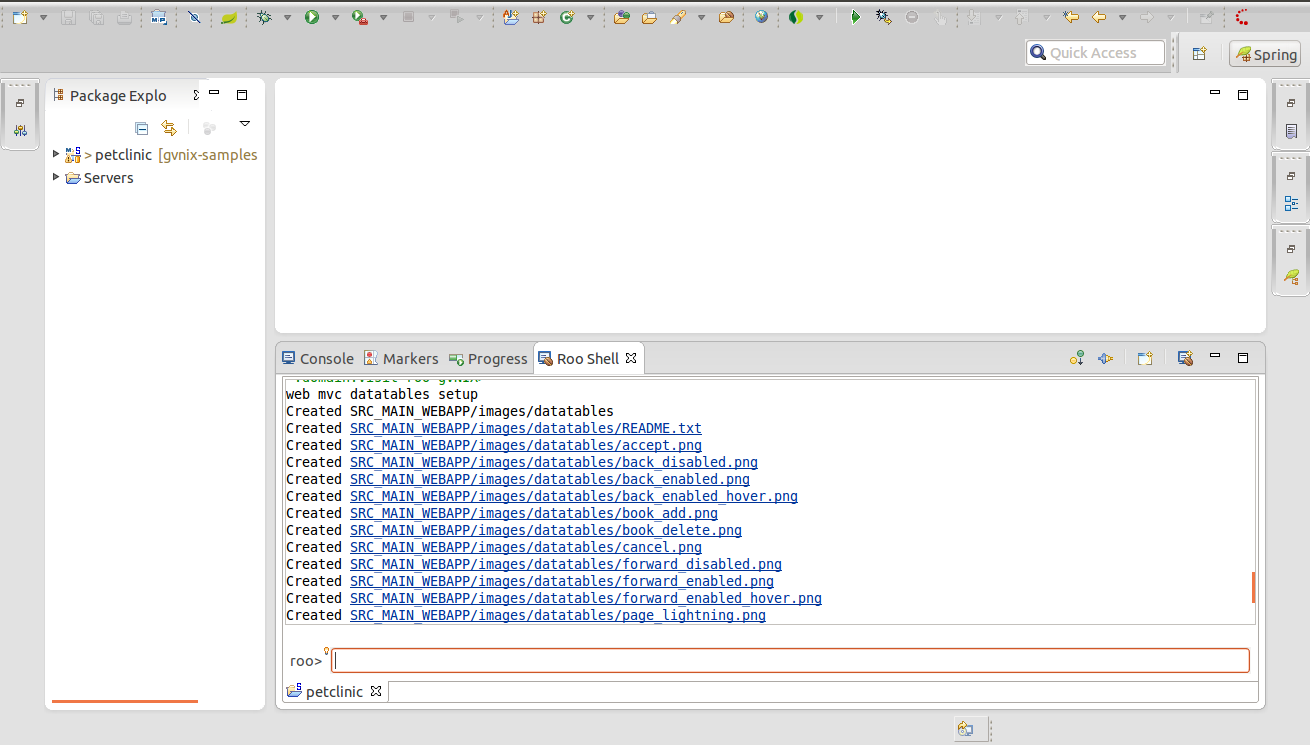 Quick Access
Spring
Package Explo
> petclinic [gvnix-samples
Servers
Console
Markers
Progress
Roo Shell
web mvc datatables setup
Created SRC_MAIN_WEBAPP/images/datatables
Created SRC_MAIN_WEBAPP/images/datatables/README.txt
Created SRC_MAIN_WEBAPP/images/datatables/accept.png
Created SRC_MAIN_WEBAPP/images/datatables/back_disabled.png
Created SRC_MAIN_WEBAPP/images/datatables/back_enabled.png
Created SRC_MAIN_WEBAPP/images/datatables/back_enabled_hover.png
Created SRC_MAIN_WEBAPP/images/datatables/book_add.png
Created SRC_MAIN_WEBAPP/images/datatables/book_delete.png
Created SRC_MAIN_WEBAPP/images/datatables/cancel.png
Created SRC_MAIN_WEBAPP/images/datatables/forward_disabled.png
Created SRC_MAIN_WEBAPP/images/datatables/forward_enabled.png
Created SRC_MAIN_WEBAPP/images/datatables/forward_enabled_hover.png
Created SRC_MAIN_WEBAPP/images/datatables/page_lightning.png
roo>
petclinic